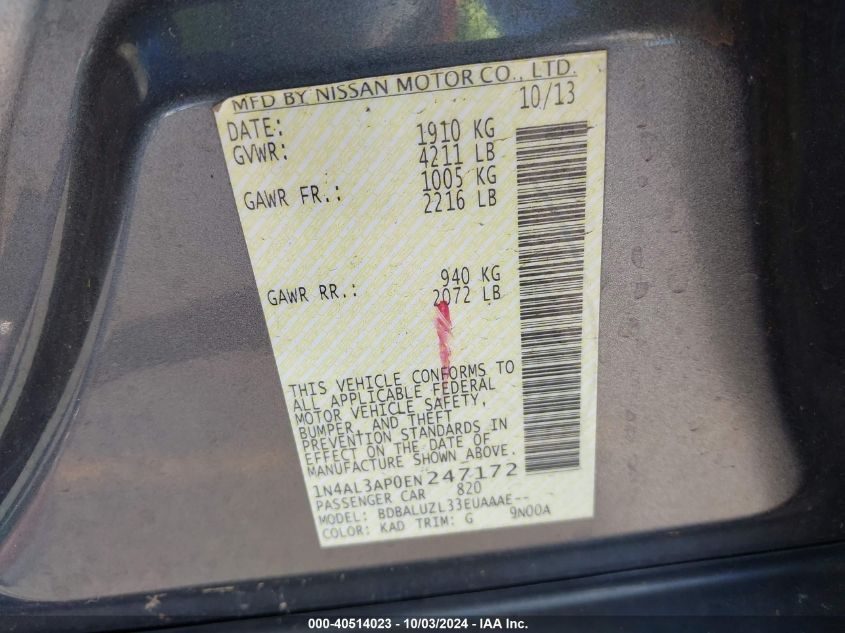 MFD BY NISSAN MOTOR CO., LTD.
DATE: 10/13
GVWR: 1910 KG
4211 LB
GAWR FR.: 1005 KG
2216 LB
GAWR RR.: 940 KG
2072 LB
THIS VEHICLE CONFORMS TO
ALL APPLICABLE FEDERAL
MOTOR VEHICLE SAFETY,
BUMPER, AND THEFT
PREVENTION STANDARDS IN
EFFECT ON THE DATE OF
MANUFACTURE SHOWN ABOVE.
1N4AL3AP0EN247172
PASSENGER CAR 820
MODEL: BDBALUZL33EUAAAE--
COLOR: KAD TRIM: G 9N00A
000-40514023 - 10/03/2024 - IAA Inc.